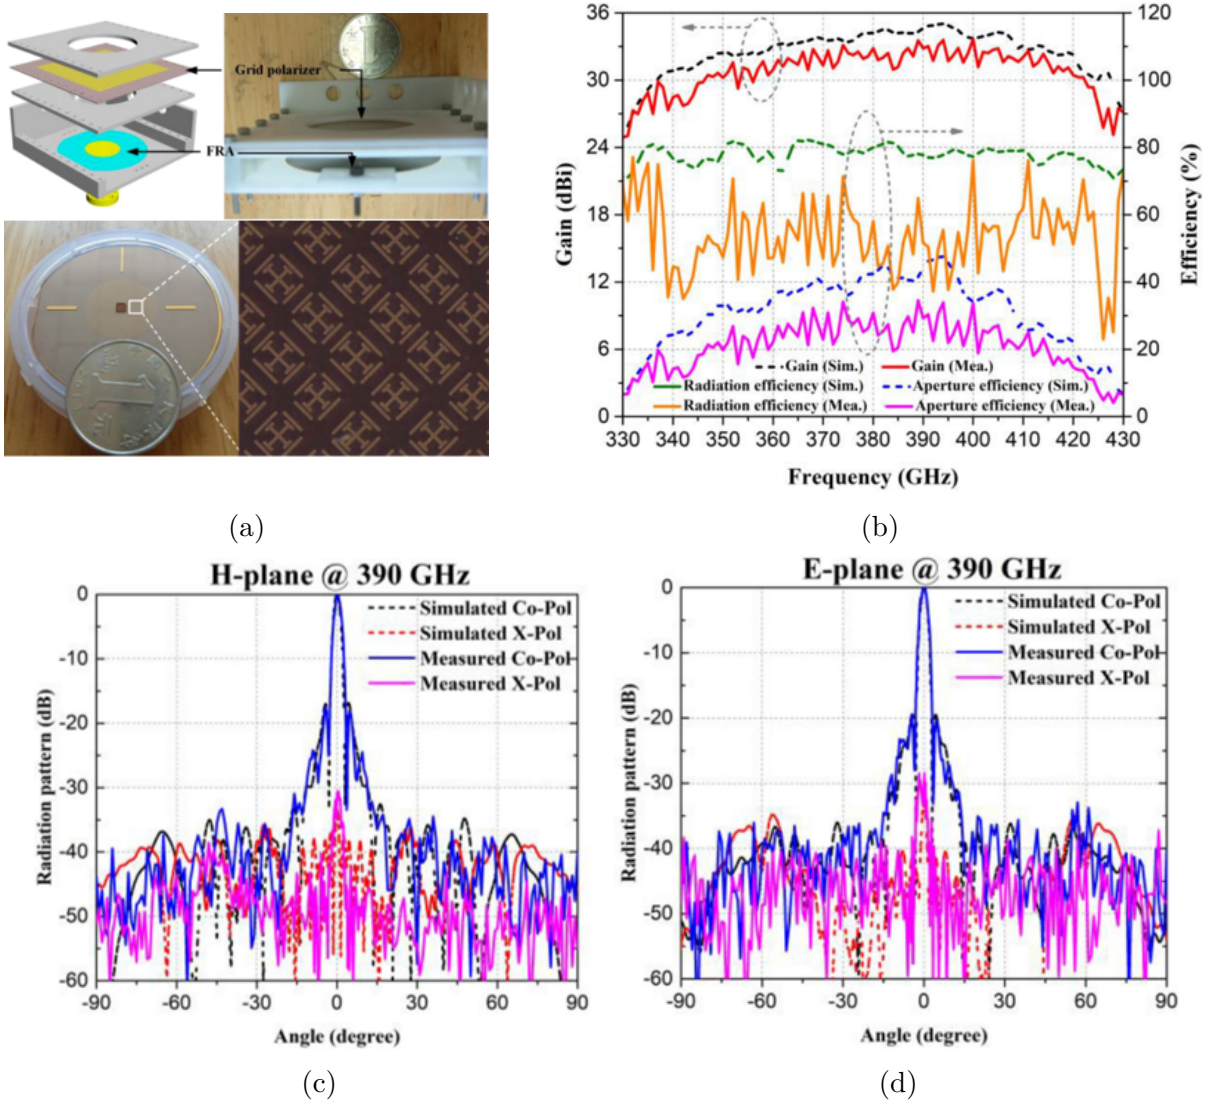 Grid polarizer
FRA
(a)
36
30
24
18
12
6
0
Gain (dBi)
120
100
80
60
40
20
0
Efficiency (%)
Gain (Sim.) Gain (Mea.)
Radiation efficiency (Sim.) Aperture efficiency (Sim.)
Radiation efficiency (Mea.) Aperture efficiency (Mea.)
330 340 350 360 370 380 390 400 410 420 430
Frequency (GHz)
(b)
H-plane @ 390 GHz
Simulated Co-Pol
Simulated X-Pol
Measured Co-Pol
Measured X-Pol
0
-10
-20
-30
-40
-50
-60
Radiation pattern (dB)
-90 -60 -30 0 30 60 90
Angle (degree)
(c)
E-plane @ 390 GHz
Simulated Co-Pol
Simulated X-Pol
Measured Co-Pol
Measured X-Pol
0
-10
-20
-30
-40
-50
-60
Radiation pattern (dB)
-90 -60 -30 0 30 60 90
Angle (degree)
(d)